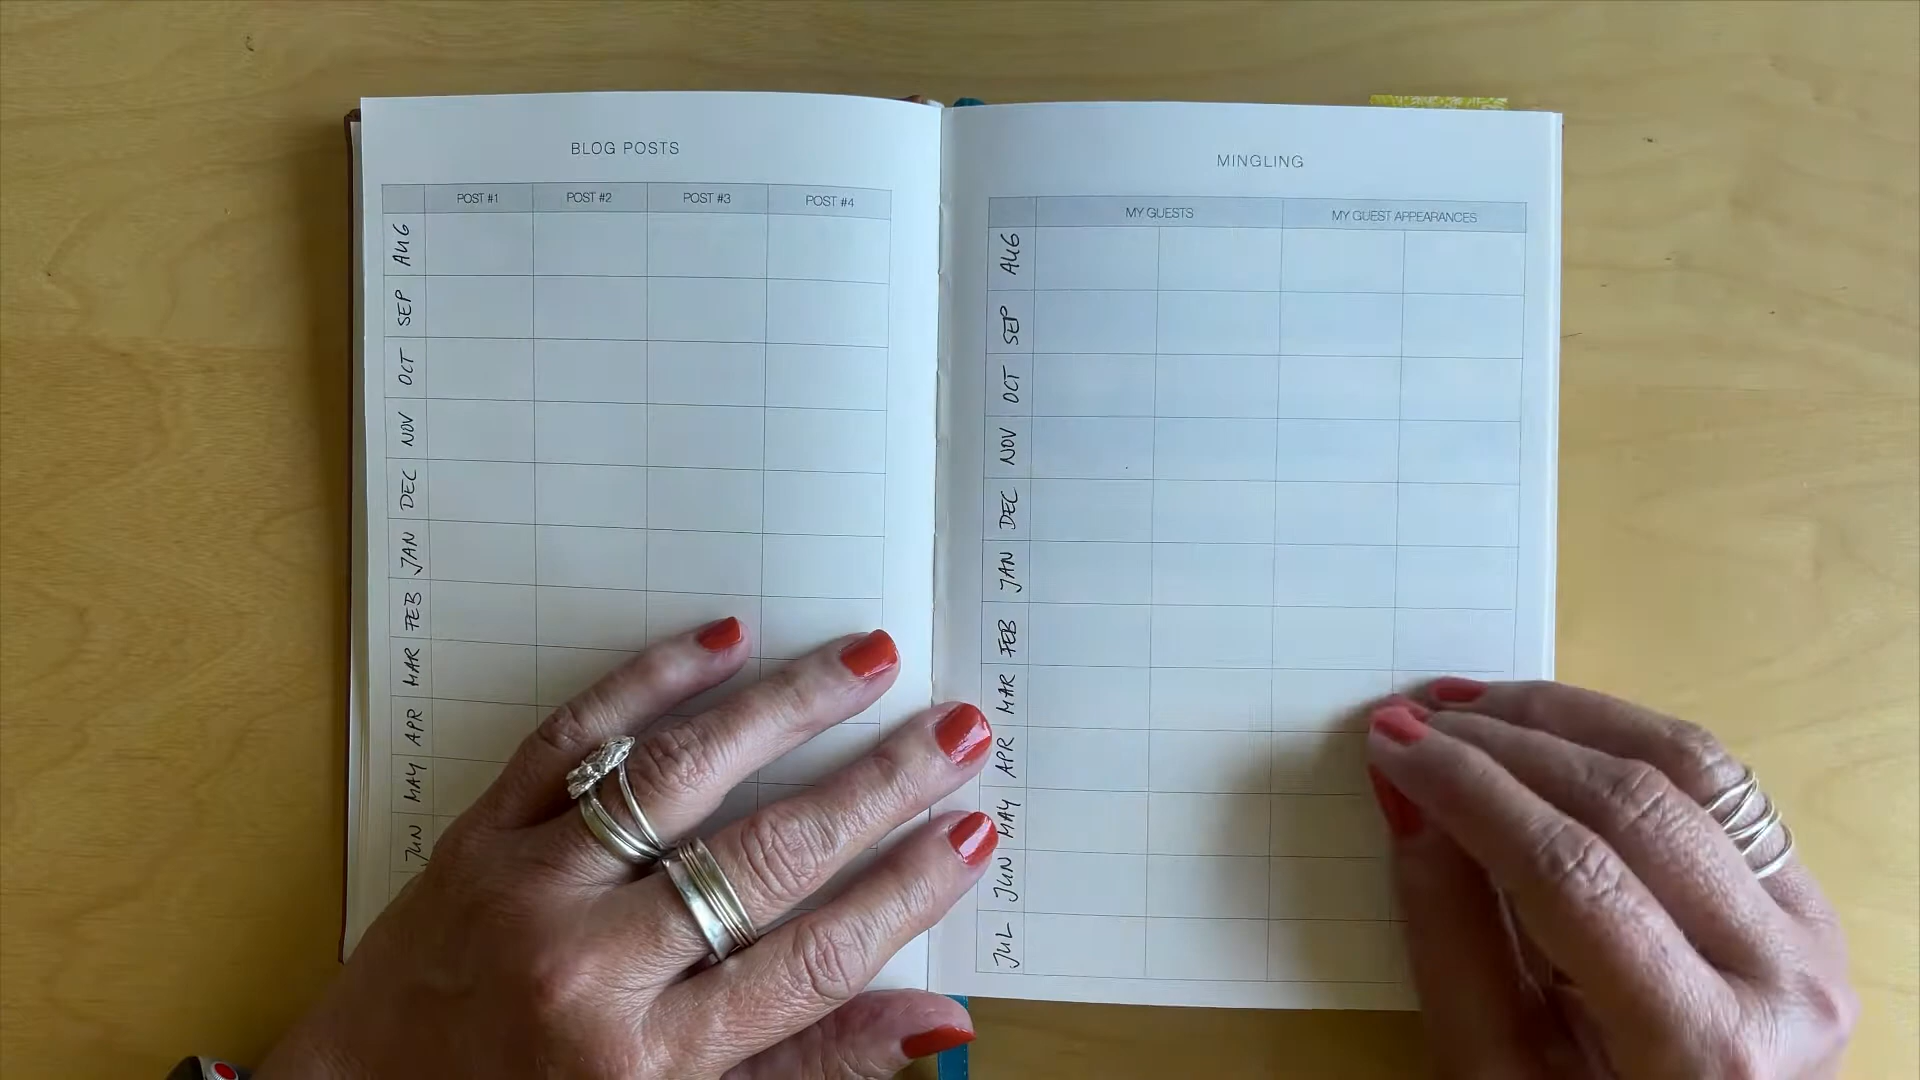 BLOG POSTS
POST #1 POST #2 POST #3 POST #4
AUG
SEP
OCT
NOV
DEC
JAN
FEB
MAR
APR
MAY
JUN
MINGLING
MY GUESTS MY GUEST APPEARANCES
AUG
SEP
OCT
NOV
DEC
JAN
FEB
MAR
APR
MAY
JUN
JUL